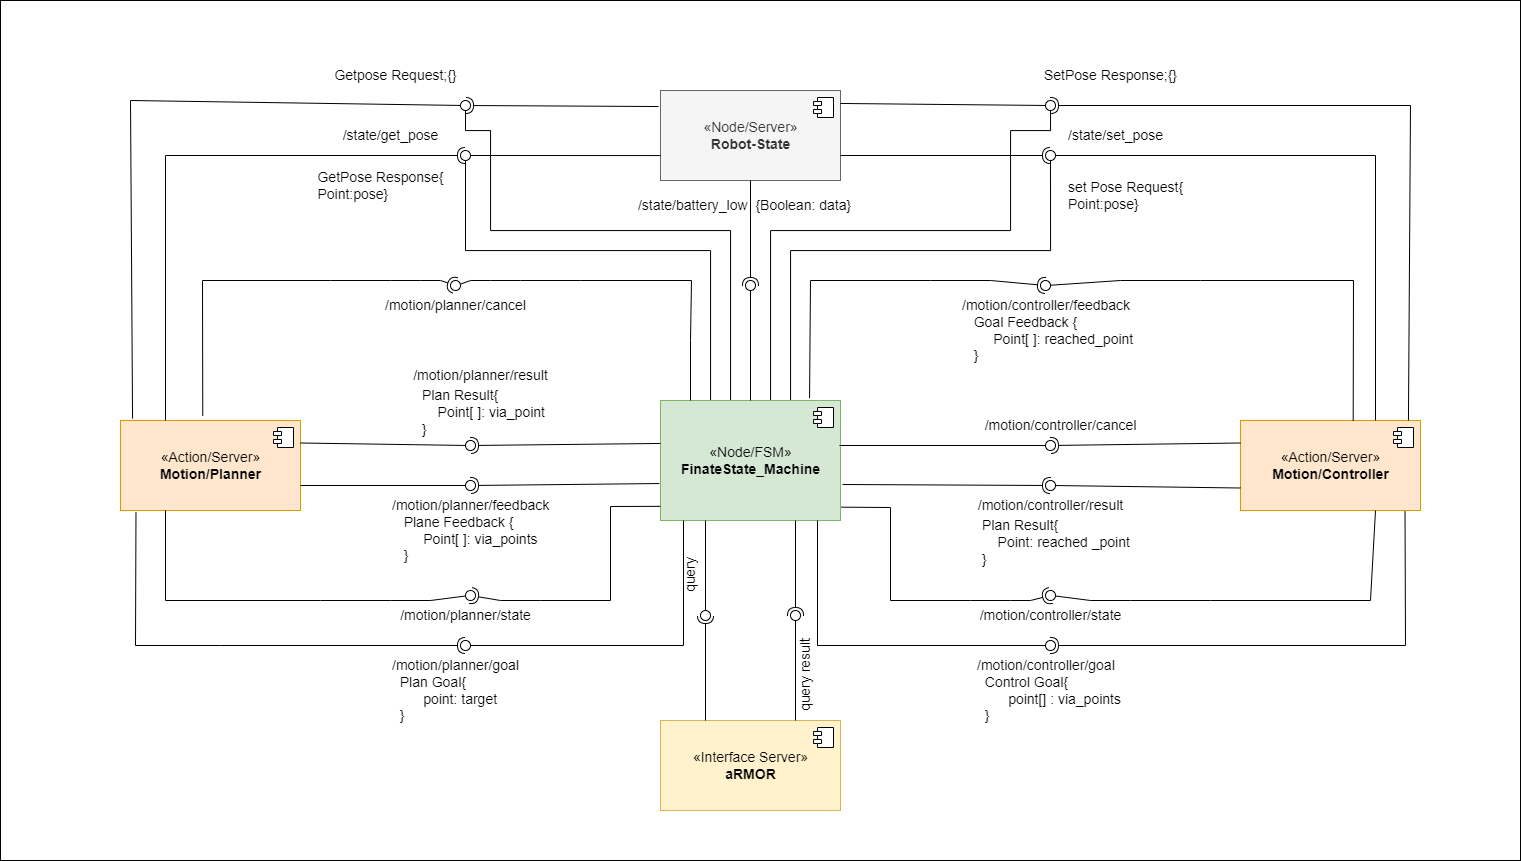 Getpose Request;{}
SetPose Response;{}
/state/get_pose
/state/set_pose
«Node/Server»
Robot-State
GetPose Response{
Point:pose}
set Pose Request{
Point:pose}
/state/battery_low
{Boolean: data}
/motion/planner/cancel
/motion/controller/feedback
Goal Feedback {
Point[ ]: reached_point
}
/motion/planner/result
Plan Result{
Point[ ]: via_point
}
/motion/controller/cancel
«Action/Server»
Motion/Planner
«Node/FSM»
FinateState_Machine
«Action/Server»
Motion/Controller
/motion/planner/feedback
Plane Feedback {
Point[ ]: via_points
}
/motion/controller/result
Plan Result{
Point: reached _point
}
query
/motion/planner/state
/motion/controller/state
query result
/motion/planner/goal
Plan Goal{
point: target
}
/motion/controller/goal
Control Goal{
point[] : via_points
}
«Interface Server»
aRMOR